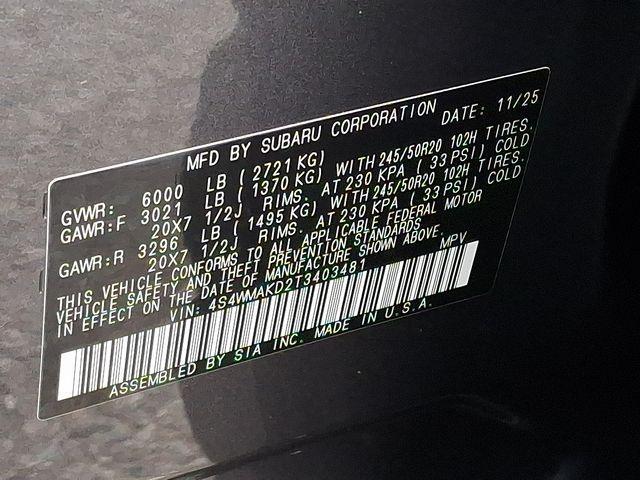 MFD BY SUBARU CORPORATION DATE: 11/25
GVWR: 6000 LB ( 2721 KG)
GAWR:F 3021 LB ( 1370 KG) WITH 245/50R20 102H TIRES.
20X7 1/2J RIMS. AT 230 KPA ( 33 PSI) COLD
GAWR:R 3296 LB ( 1495 KG) WITH 245/50R20 102H TIRES.
20X7 1/2J RIMS. AT 230 KPA ( 33 PSI) COLD
THIS VEHICLE CONFORMS TO ALL APPLICABLE FEDERAL MOTOR
VEHICLE SAFETY AND THEFT PREVENTION STANDARDS
IN EFFECT ON THE DATE OF MANUFACTURE SHOWN ABOVE.
VIN: 4S4WMAKD2T3403481 MPV
ASSEMBLED BY SIA INC. MADE IN U.S.A.